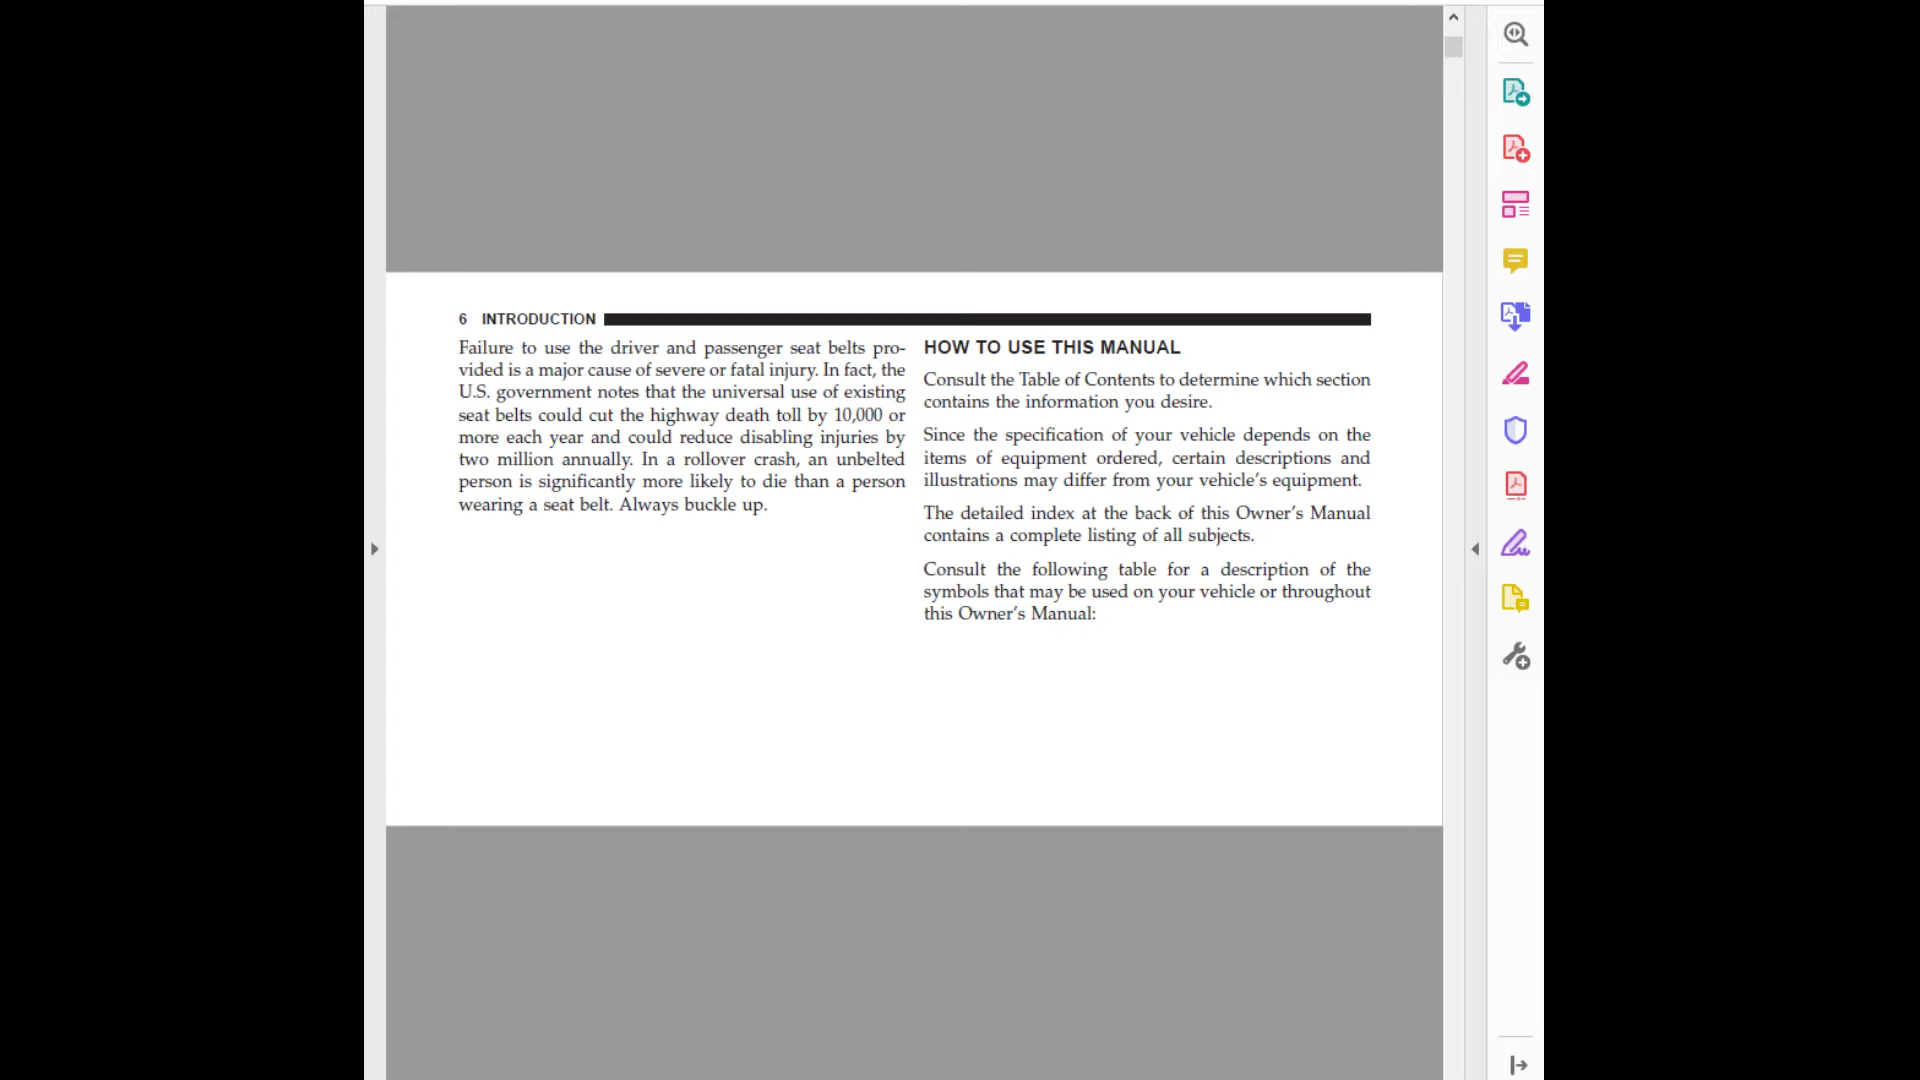 6 INTRODUCTION
Failure to use the driver and passenger seat belts pro-
vided is a major cause of severe or fatal injury. In fact, the
U.S. government notes that the universal use of existing
seat belts could cut the highway death toll by 10,000 or
more each year and could reduce disabling injuries by
two million annually. In a rollover crash, an unbelted
person is significantly more likely to die than a person
wearing a seat belt. Always buckle up.
HOW TO USE THIS MANUAL
Consult the Table of Contents to determine which section
contains the information you desire.
Since the specification of your vehicle depends on the
items of equipment ordered, certain descriptions and
illustrations may differ from your vehicle's equipment.
The detailed index at the back of this Owner's Manual
contains a complete listing of all subjects.
Consult the following table for a description of the
symbols that may be used on your vehicle or throughout
this Owner's Manual: